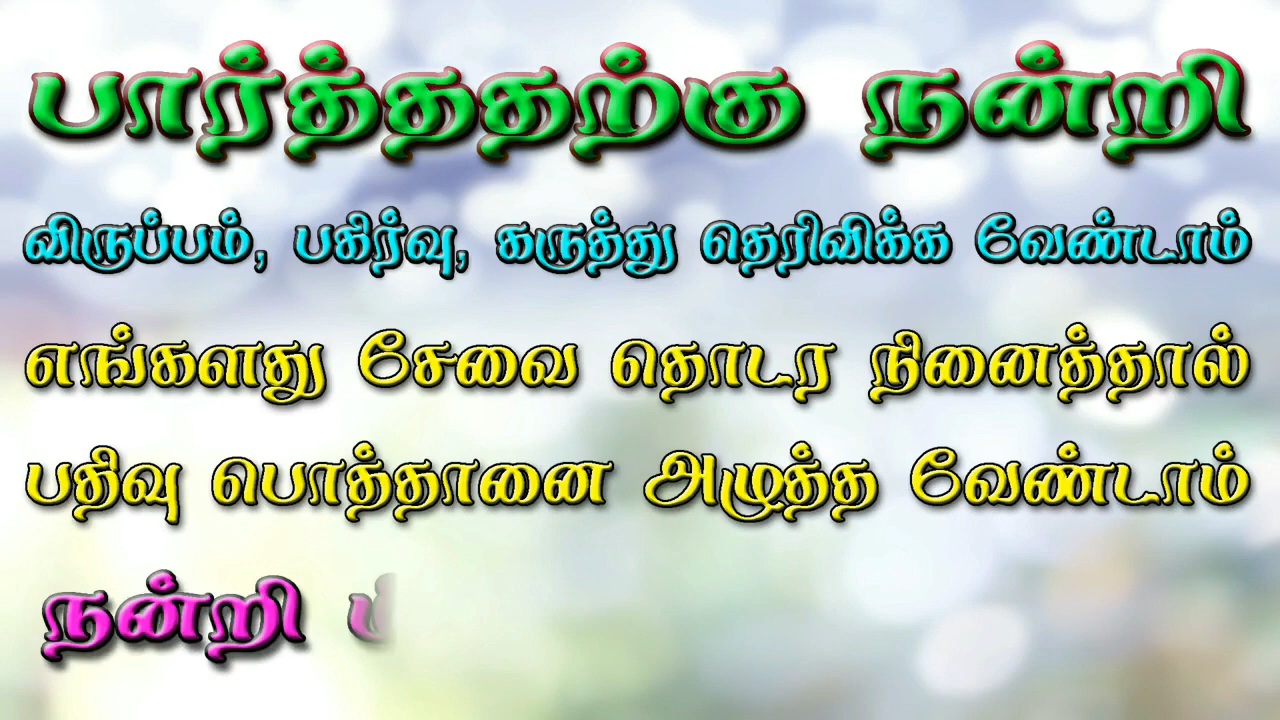 பார்த்ததற்கு நன்றி
விருப்பம், பகிர்வு, கருத்து தெரிவிக்க வேண்டாம்
எங்களது சேவை தொடர நினைத்தால்
பதிவு பொத்தானை அழுத்த வேண்டாம்
நன்றி